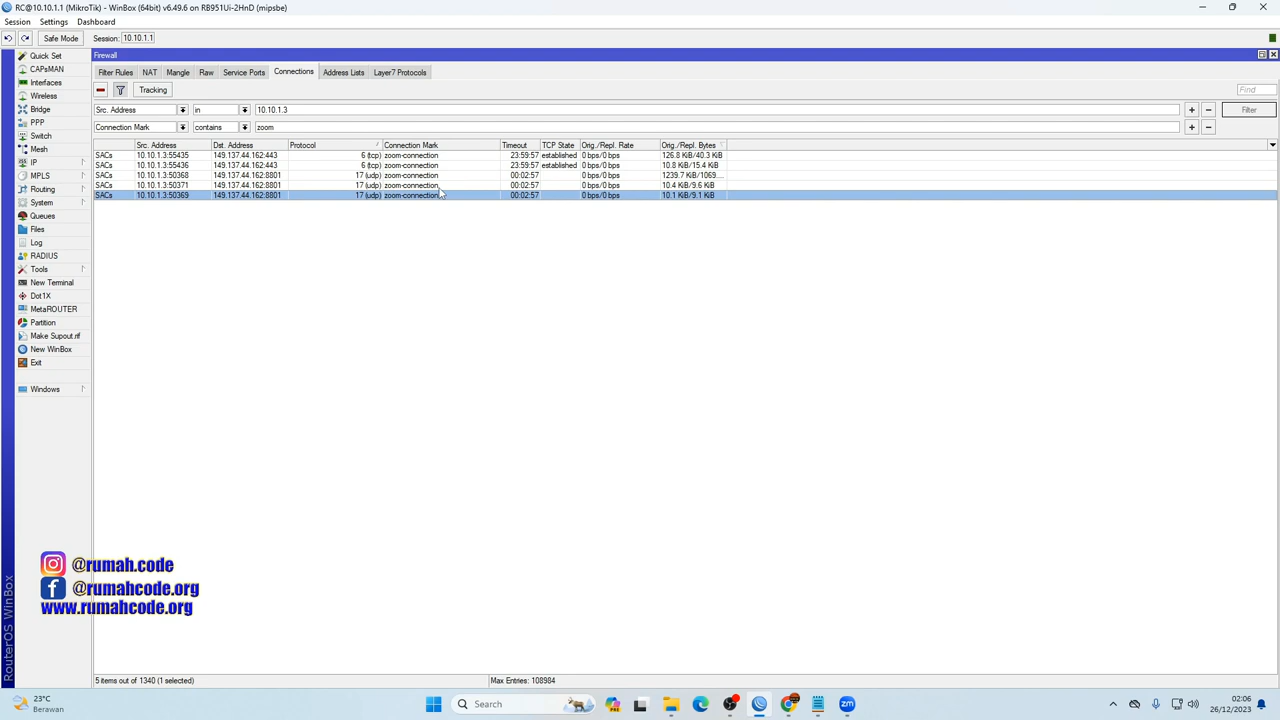 RC@10.10.1.1 (MikroTik) - WinBox (64bit) v6.49.6 on RB951Ui-2HnD (mipsbe)
Session Settings Dashboard
Safe Mode Session: 10.10.1.1
Quick Set
CAPsMAN
Interfaces
Wireless
Bridge
PPP
Switch
Mesh
IP
MPLS
Routing
System
Queues
Files
Log
RADIUS
Tools
New Terminal
Dot1X
MetaROUTER
Partition
Make Supout.rif
New WinBox
Exit
Windows
RouterOS WinBox
Firewall
Filter Rules NAT Mangle Raw Service Ports Connections Address Lists Layer7 Protocols
Tracking Find
Src. Address in 10.10.1.3 Filter
Connection Mark contains zoom
Src. Address Dst. Address Protocol Connection Mark Timeout TCP State Orig./Repl. Rate Orig./Repl. Bytes
SACs 10.10.1.3:55435 149.137.44.162:443 6 (tcp) zoom-connection 23:59:57 established 0 bps/0 bps 126.8 KiB/40.3 KiB
SACs 10.10.1.3:55436 149.137.44.162:443 6 (tcp) zoom-connection 23:59:57 established 0 bps/0 bps 10.8 KiB/15.4 KiB
SACs 10.10.1.3:50368 149.137.44.162:8801 17 (udp) zoom-connection 00:02:57 0 bps/0 bps 1239.7 KiB/1069....
SACs 10.10.1.3:50371 149.137.44.162:8801 17 (udp) zoom-connection 00:02:57 0 bps/0 bps 10.4 KiB/9.6 KiB
SACs 10.10.1.3:50369 149.137.44.162:8801 17 (udp) zoom-connection 00:02:57 0 bps/0 bps 10.1 KiB/9.1 KiB
@rumah.code
@rumahcode.org
www.rumahcode.org
5 items out of 1340 (1 selected) Max Entries: 108984
23°C
Berawan
Search
zm
02:06
26/12/2023